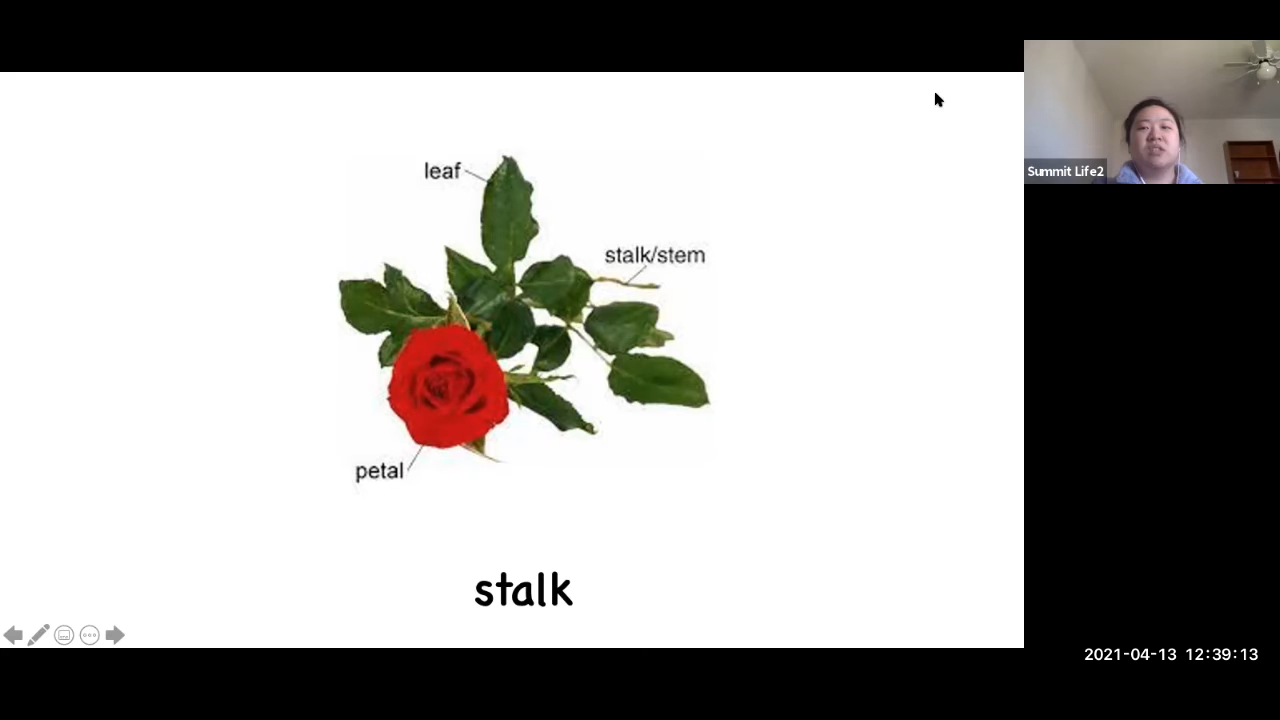 leaf
stalk/stem
petal
stalk
Summit Life2
2021-04-13 12:39:13